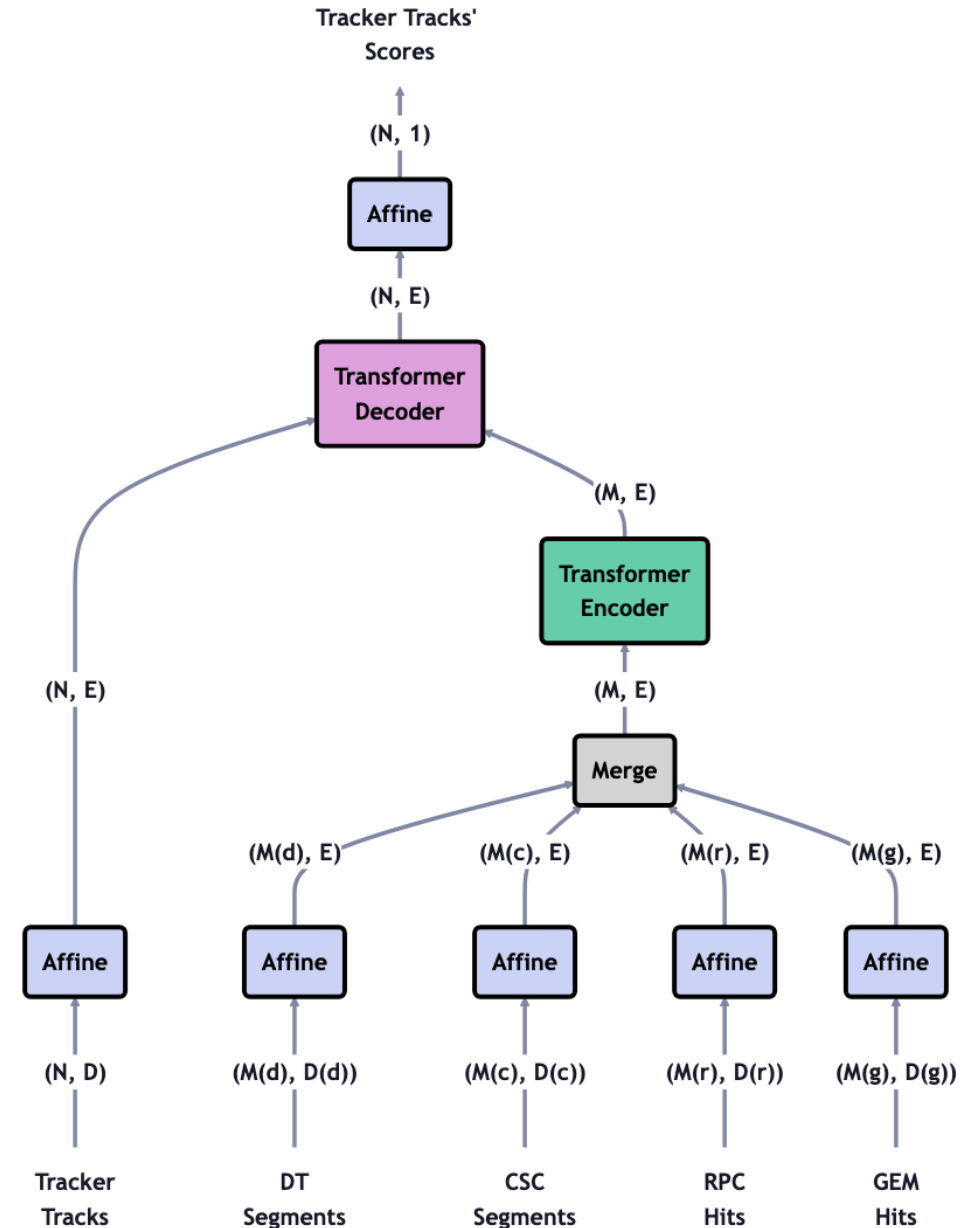 Tracker Tracks'
Scores
(N, 1)
Affine
(N, E)
Transformer
Decoder
(M, E)
Transformer
Encoder
(N, E)
(M, E)
Merge
(M(d), E)
(M(c), E)
(M(r), E)
(M(g), E)
Affine
Affine
Affine
Affine
Affine
(N, D)
(M(d), D(d))
(M(c), D(c))
(M(r), D(r))
(M(g), D(g))
Tracker
Tracks
DT
Segments
CSC
Segments
RPC
Hits
GEM
Hits